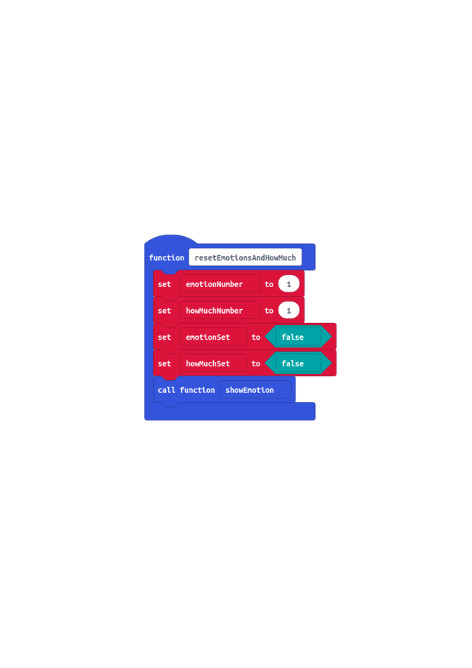 function resetEmotionsAndHowMuch
set emotionNumber to 1
set howMuchNumber to 1
set emotionSet to false
set howMuchSet to false
call function showEmotion